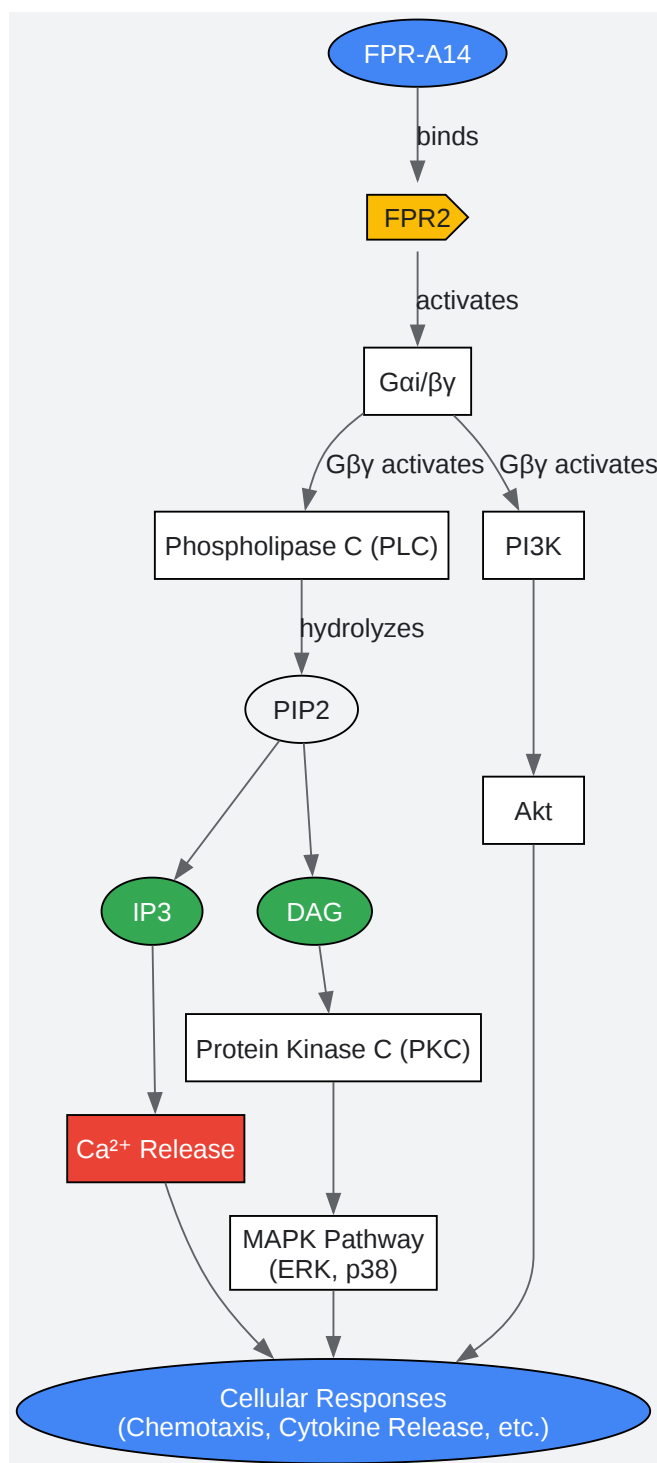 FPR-A14
binds
FPR2
activates
Gαi/βγ
Gβγ activates
Gβγ activates
Phospholipase C (PLC)
PI3K
hydrolyzes
PIP2
Akt
IP3
DAG
Protein Kinase C (PKC)
Ca²⁺ Release
MAPK Pathway
(ERK, p38)
Cellular Responses
(Chemotaxis, Cytokine Release, etc.)